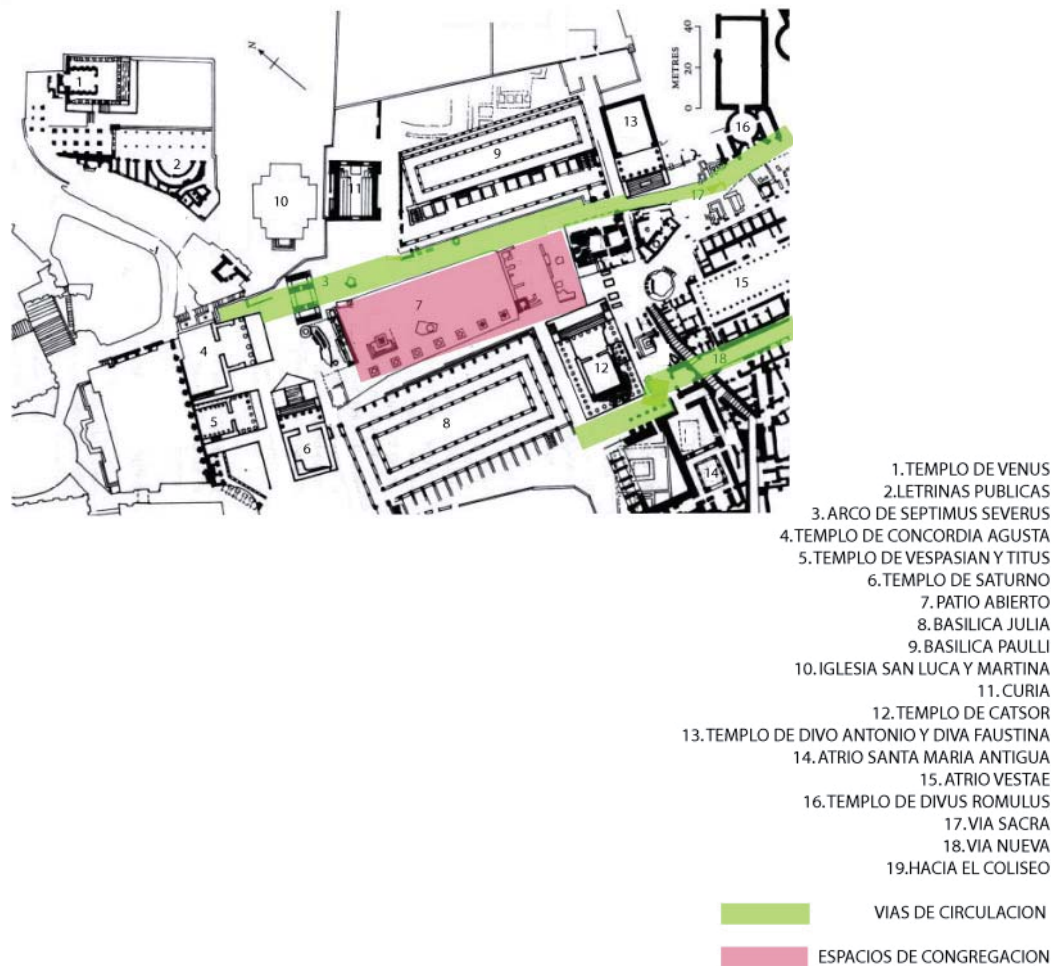 N
METRES
40
20
0
1
13
16
9
2
10
17
3
7
15
4
18
12
5
8
6
14
1.TEMPLO DE VENUS
2.LETRINAS PUBLICAS
3.ARCO DE SEPTIMUS SEVERUS
4.TEMPLO DE CONCORDIA AGUSTA
5.TEMPLO DE VESPASIAN Y TITUS
6.TEMPLO DE SATURNO
7.PATIO ABIERTO
8.BASILICA JULIA
9.BASILICA PAULLI
10.IGLESIA SAN LUCA Y MARTINA
11.CURIA
12.TEMPLO DE CATSOR
13.TEMPLO DE DIVO ANTONIO Y DIVA FAUSTINA
14.ATRIO SANTA MARIA ANTIGUA
15.ATRIO VESTAE
16.TEMPLO DE DIVUS ROMULUS
17.VIA SACRA
18.VIA NUEVA
19.HACIA EL COLISEO
VIAS DE CIRCULACION
ESPACIOS DE CONGREGACION